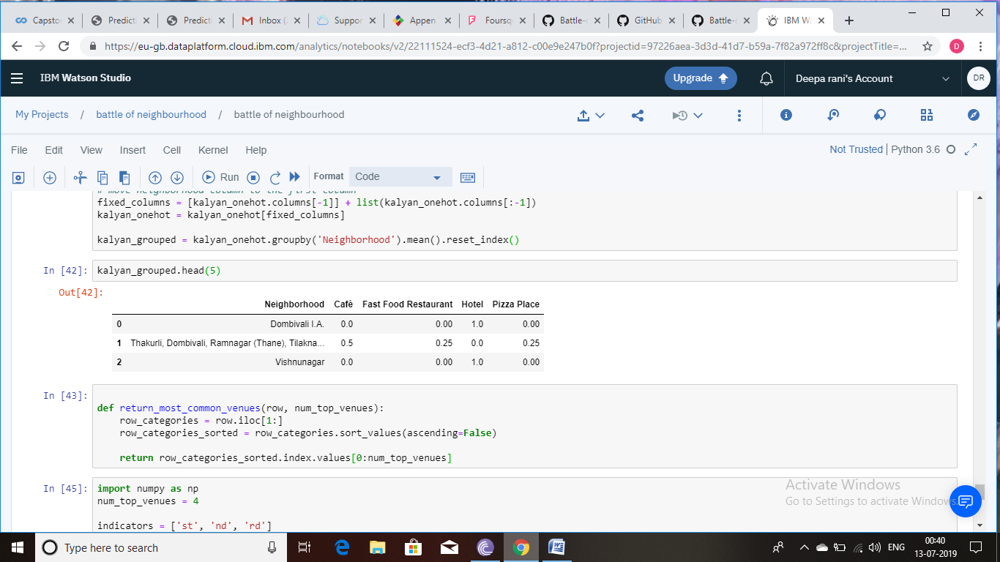 Capsto
Predict
Predicti
Inbox (
Suppor
Appen
Foursq
Battle-
GitHub
Battle-
IBM W
https://eu-gb.dataplatform.cloud.ibm.com/analytics/notebooks/v2/22111524-ecf3-4d21-a812-c00e9e247b0f?projectid=97226aea-3d3d-41d7-b59a-7f82a972ff8c&projectTitle=...
D
IBM Watson Studio
Upgrade
Deepa rani's Account
DR
My Projects / battle of neighbourhood / battle of neighbourhood
File Edit View Insert Cell Kernel Help
Not Trusted | Python 3.6
Run
Format
Code
# move neighborhood column to the first column
fixed_columns = [kalyan_onehot.columns[-1]] + list(kalyan_onehot.columns[:-1])
kalyan_onehot = kalyan_onehot[fixed_columns]
kalyan_grouped = kalyan_onehot.groupby('Neighborhood').mean().reset_index()
In [42]: kalyan_grouped.head(5)
Out[42]:
Neighborhood Café Fast Food Restaurant Hotel Pizza Place
0 Dombivali I.A. 0.0 0.00 1.0 0.00
1 Thakurli, Dombivali, Ramnagar (Thane), Tilakna... 0.5 0.25 0.0 0.25
2 Vishnunagar 0.0 0.00 1.0 0.00
In [43]:
def return_most_common_venues(row, num_top_venues):
    row_categories = row.iloc[1:]
    row_categories_sorted = row_categories.sort_values(ascending=False)
    return row_categories_sorted.index.values[0:num_top_venues]
In [45]: import numpy as np
num_top_venues = 4
indicators = ['st', 'nd', 'rd']
Activate Windows
Go to Settings to activate Windows.
Type here to search
ENG
00:40
13-07-2019